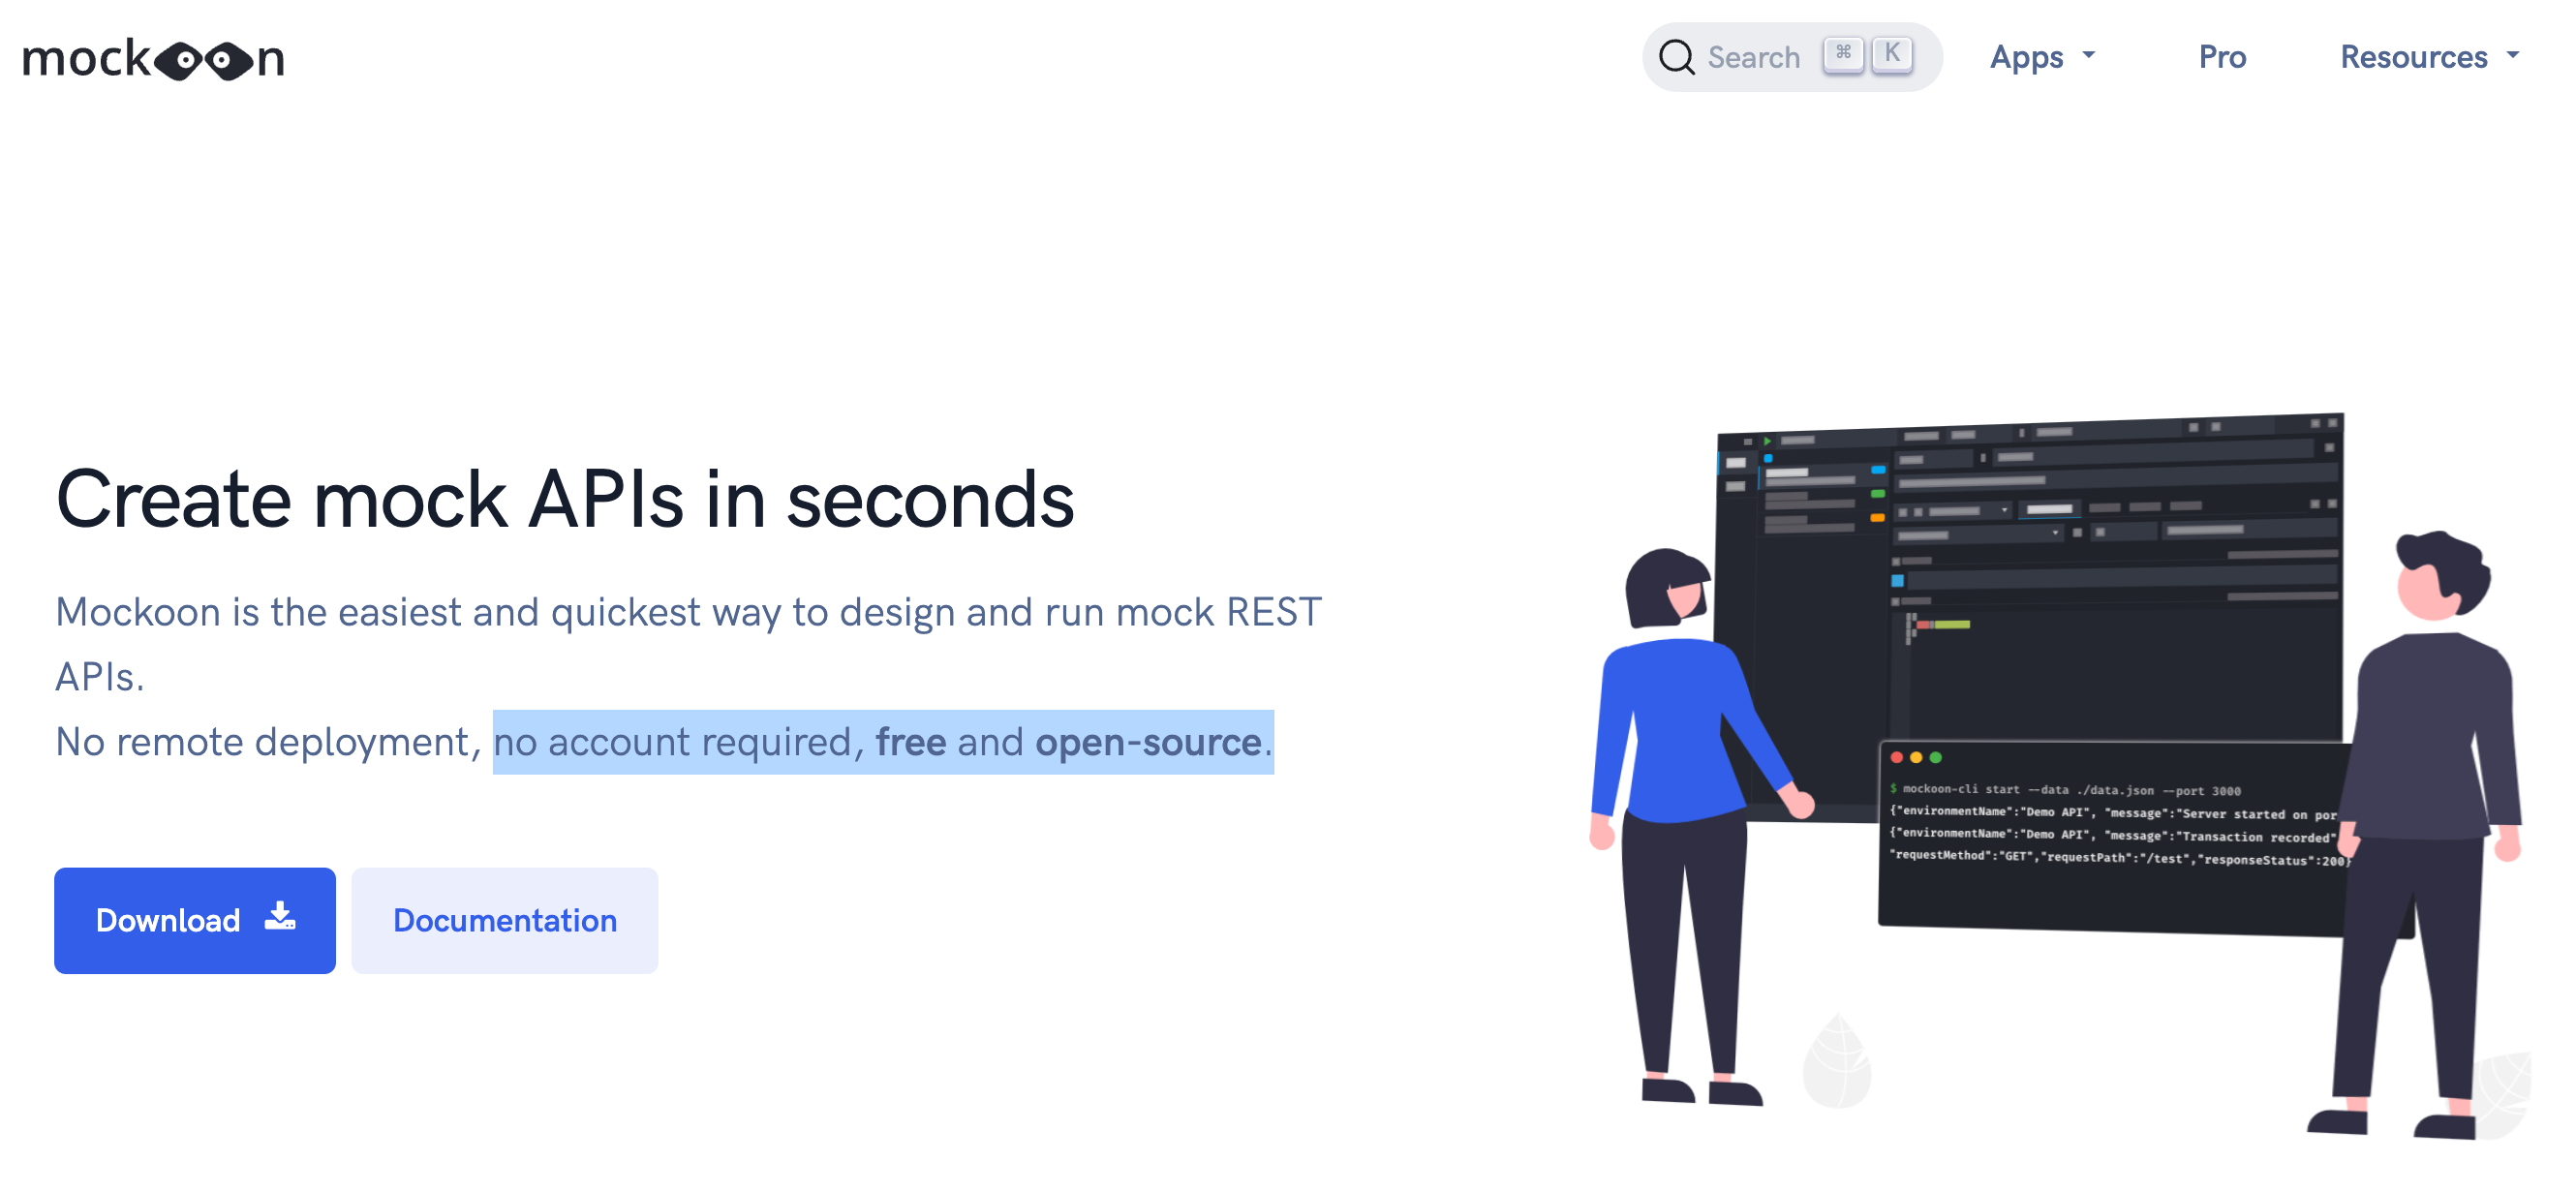 mockoon
Search ⌘ K Apps Pro Resources
Create mock APIs in seconds
Mockoon is the easiest and quickest way to design and run mock REST
APIs.
No remote deployment, no account required, free and open-source.
Download Documentation
$ mockoon-cli start --data ./data.json --port 3000
{"environmentName":"Demo API", "message":"Server started on por
{"environmentName":"Demo API", "message":"Transaction recorded"
"requestMethod":"GET","requestPath":"/test","responseStatus":200}